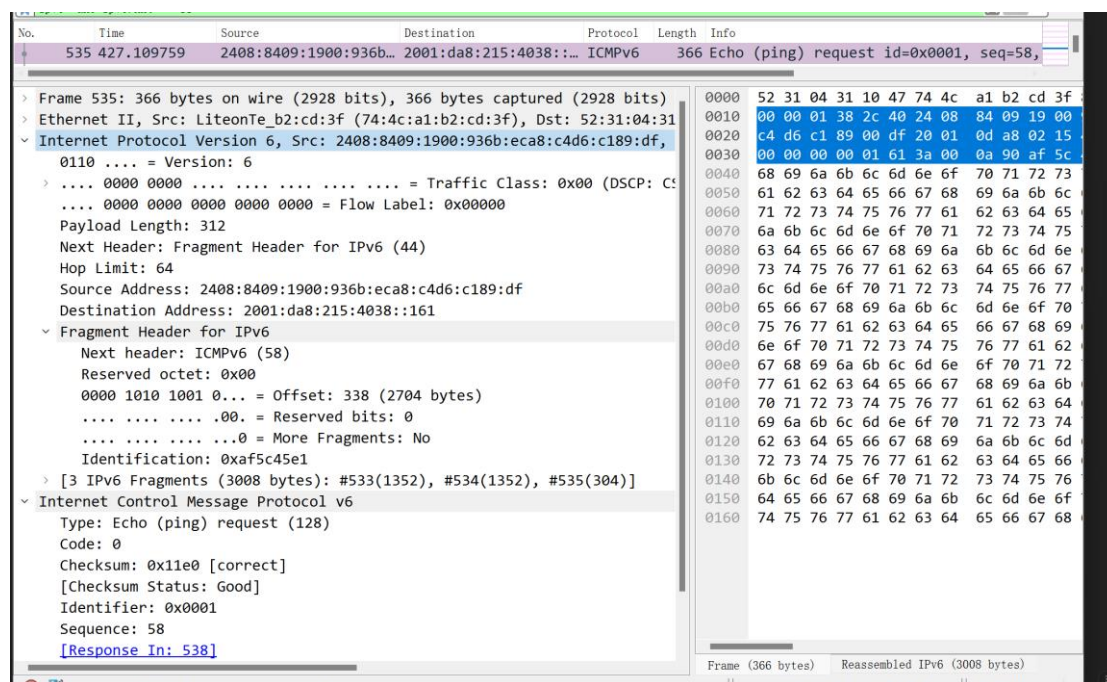 No. Time Source Destination Protocol Length Info
535 427.109759 2408:8409:1900:936b… 2001:da8:215:4038::… ICMPv6 366 Echo (ping) request id=0x0001, seq=58,
Frame 535: 366 bytes on wire (2928 bits), 366 bytes captured (2928 bits)
Ethernet II, Src: LiteonTe_b2:cd:3f (74:4c:a1:b2:cd:3f), Dst: 52:31:04:31
Internet Protocol Version 6, Src: 2408:8409:1900:936b:eca8:c4d6:c189:df,
0110 .... = Version: 6
.... 0000 0000 .... .... .... .... .... = Traffic Class: 0x00 (DSCP: CS
.... 0000 0000 0000 0000 0000 = Flow Label: 0x00000
Payload Length: 312
Next Header: Fragment Header for IPv6 (44)
Hop Limit: 64
Source Address: 2408:8409:1900:936b:eca8:c4d6:c189:df
Destination Address: 2001:da8:215:4038::161
Fragment Header for IPv6
Next header: ICMPv6 (58)
Reserved octet: 0x00
0000 1010 1001 0... = Offset: 338 (2704 bytes)
.... .... .... .00. = Reserved bits: 0
.... .... .... ...0 = More Fragments: No
Identification: 0xaf5c45e1
[3 IPv6 Fragments (3008 bytes): #533(1352), #534(1352), #535(304)]
Internet Control Message Protocol v6
Type: Echo (ping) request (128)
Code: 0
Checksum: 0x11e0 [correct]
[Checksum Status: Good]
Identifier: 0x0001
Sequence: 58
[Response In: 538]
0000 52 31 04 31 10 47 74 4c a1 b2 cd 3f
0010 00 00 01 38 2c 40 24 08 84 09 19 00
0020 c4 d6 c1 89 00 df 20 01 0d a8 02 15
0030 00 00 00 00 01 61 3a 00 0a 90 af 5c
0040 68 69 6a 6b 6c 6d 6e 6f 70 71 72 73
0050 61 62 63 64 65 66 67 68 69 6a 6b 6c
0060 71 72 73 74 75 76 77 61 62 63 64 65
0070 6a 6b 6c 6d 6e 6f 70 71 72 73 74 75
0080 63 64 65 66 67 68 69 6a 6b 6c 6d 6e
0090 73 74 75 76 77 61 62 63 64 65 66 67
00a0 6c 6d 6e 6f 70 71 72 73 74 75 76 77
00b0 65 66 67 68 69 6a 6b 6c 6d 6e 6f 70
00c0 75 76 77 61 62 63 64 65 66 67 68 69
00d0 6e 6f 70 71 72 73 74 75 76 77 61 62
00e0 67 68 69 6a 6b 6c 6d 6e 6f 70 71 72
00f0 77 61 62 63 64 65 66 67 68 69 6a 6b
0100 70 71 72 73 74 75 76 77 61 62 63 64
0110 69 6a 6b 6c 6d 6e 6f 70 71 72 73 74
0120 62 63 64 65 66 67 68 69 6a 6b 6c 6d
0130 72 73 74 75 76 77 61 62 63 64 65 66
0140 6b 6c 6d 6e 6f 70 71 72 73 74 75 76
0150 64 65 66 67 68 69 6a 6b 6c 6d 6e 6f
0160 74 75 76 77 61 62 63 64 65 66 67 68
Frame (366 bytes) Reassembled IPv6 (3008 bytes)